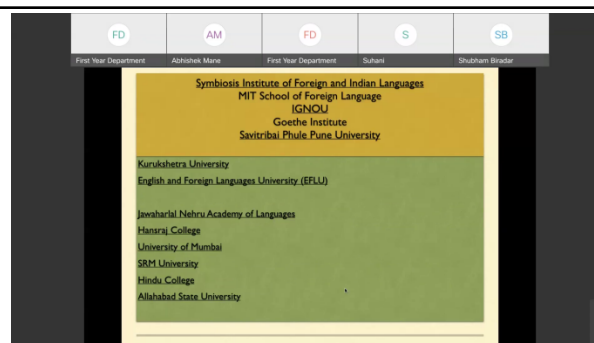 FD AM FD S SB
First Year Department Abhishek Mane First Year Department Suhani Shubham Biradar
Symbiosis Institute of Foreign and Indian Languages
MIT School of Foreign Language
IGNOU
Goethe Institute
Savitribai Phule Pune University
Kurukshetra University
English and Foreign Languages University (EFLU)
Jawaharlal Nehru Academy of Languages
Hansraj College
University of Mumbai
SRM University
Hindu College
Allahabad State University